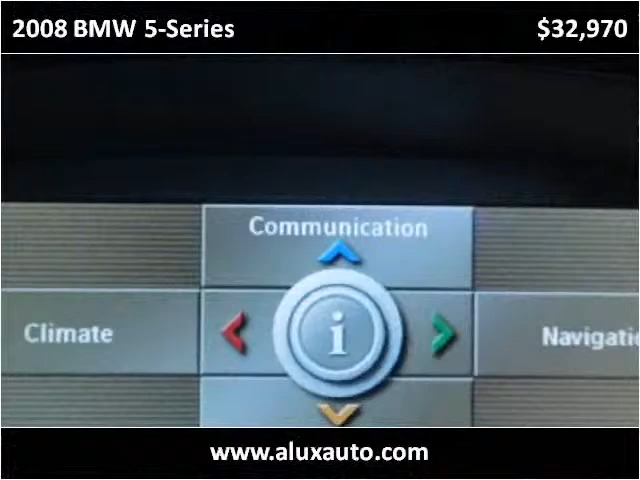 2008 BMW 5-Series $32,970
Communication
i
Climate
www.aluxauto.com